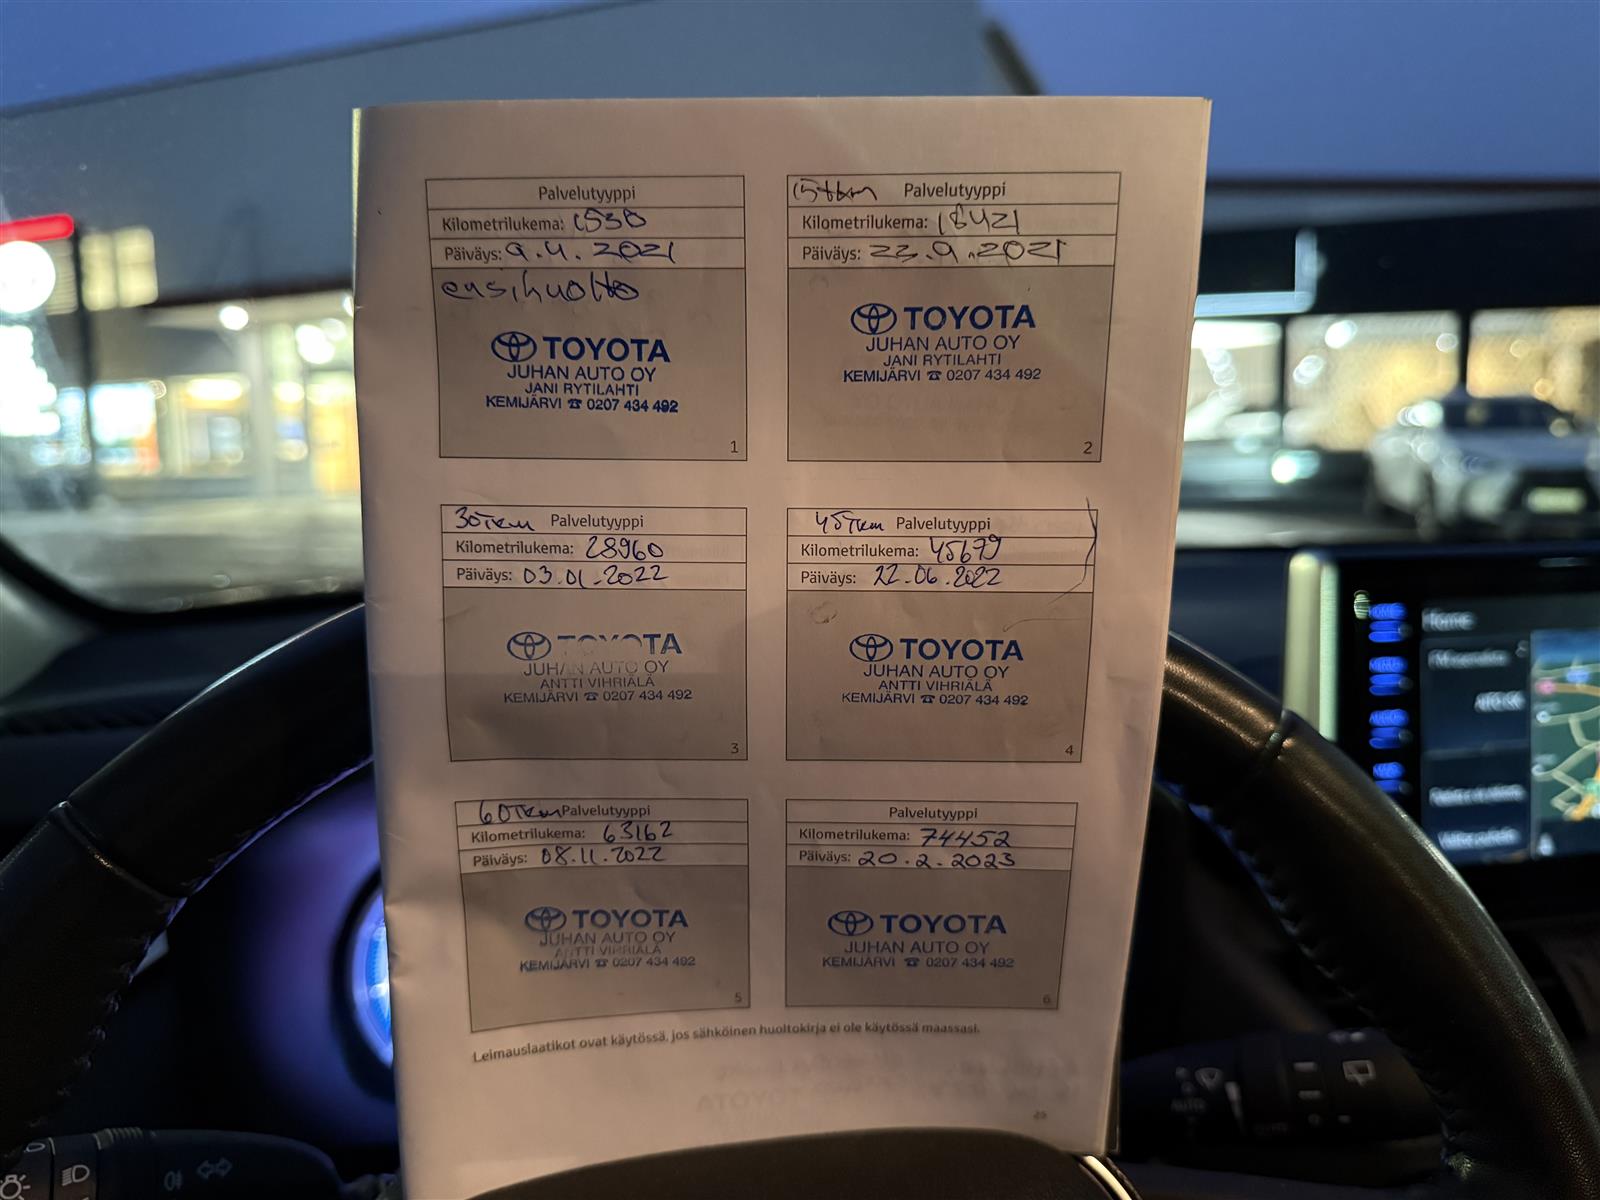 Palvelutyyppi
Kilometrilukema: 1530
Päiväys: 9.4.2021
ensihuolto
TOYOTA
JUHAN AUTO OY
JANI RYTILAHTI
KEMIJÄRVI ☎ 0207 434 492
1
15tkm Palvelutyyppi
Kilometrilukema: 16421
Päiväys: 23.9.2021
TOYOTA
JUHAN AUTO OY
JANI RYTILAHTI
KEMIJÄRVI ☎ 0207 434 492
2
30Tkm Palvelutyyppi
Kilometrilukema: 28960
Päiväys: 03.01.2022
TOYOTA
JUHAN AUTO OY
ANTTI VIHRIÄLÄ
KEMIJÄRVI ☎ 0207 434 492
3
45Tkm Palvelutyyppi
Kilometrilukema: 45679
Päiväys: 22.06.2022
TOYOTA
JUHAN AUTO OY
ANTTI VIHRIÄLÄ
KEMIJÄRVI ☎ 0207 434 492
4
60Tkm Palvelutyyppi
Kilometrilukema: 63162
Päiväys: 08.11.2022
TOYOTA
JUHAN AUTO OY
ANTTI VIHRIÄLÄ
KEMIJÄRVI ☎ 0207 434 492
5
Palvelutyyppi
Kilometrilukema: 74452
Päiväys: 20.2.2023
TOYOTA
JUHAN AUTO OY
KEMIJÄRVI ☎ 0207 434 492
6
Leimauslaatikot ovat käytössä, jos sähköinen huoltokirja ei ole käytössä maassasi.
Home
AUTO